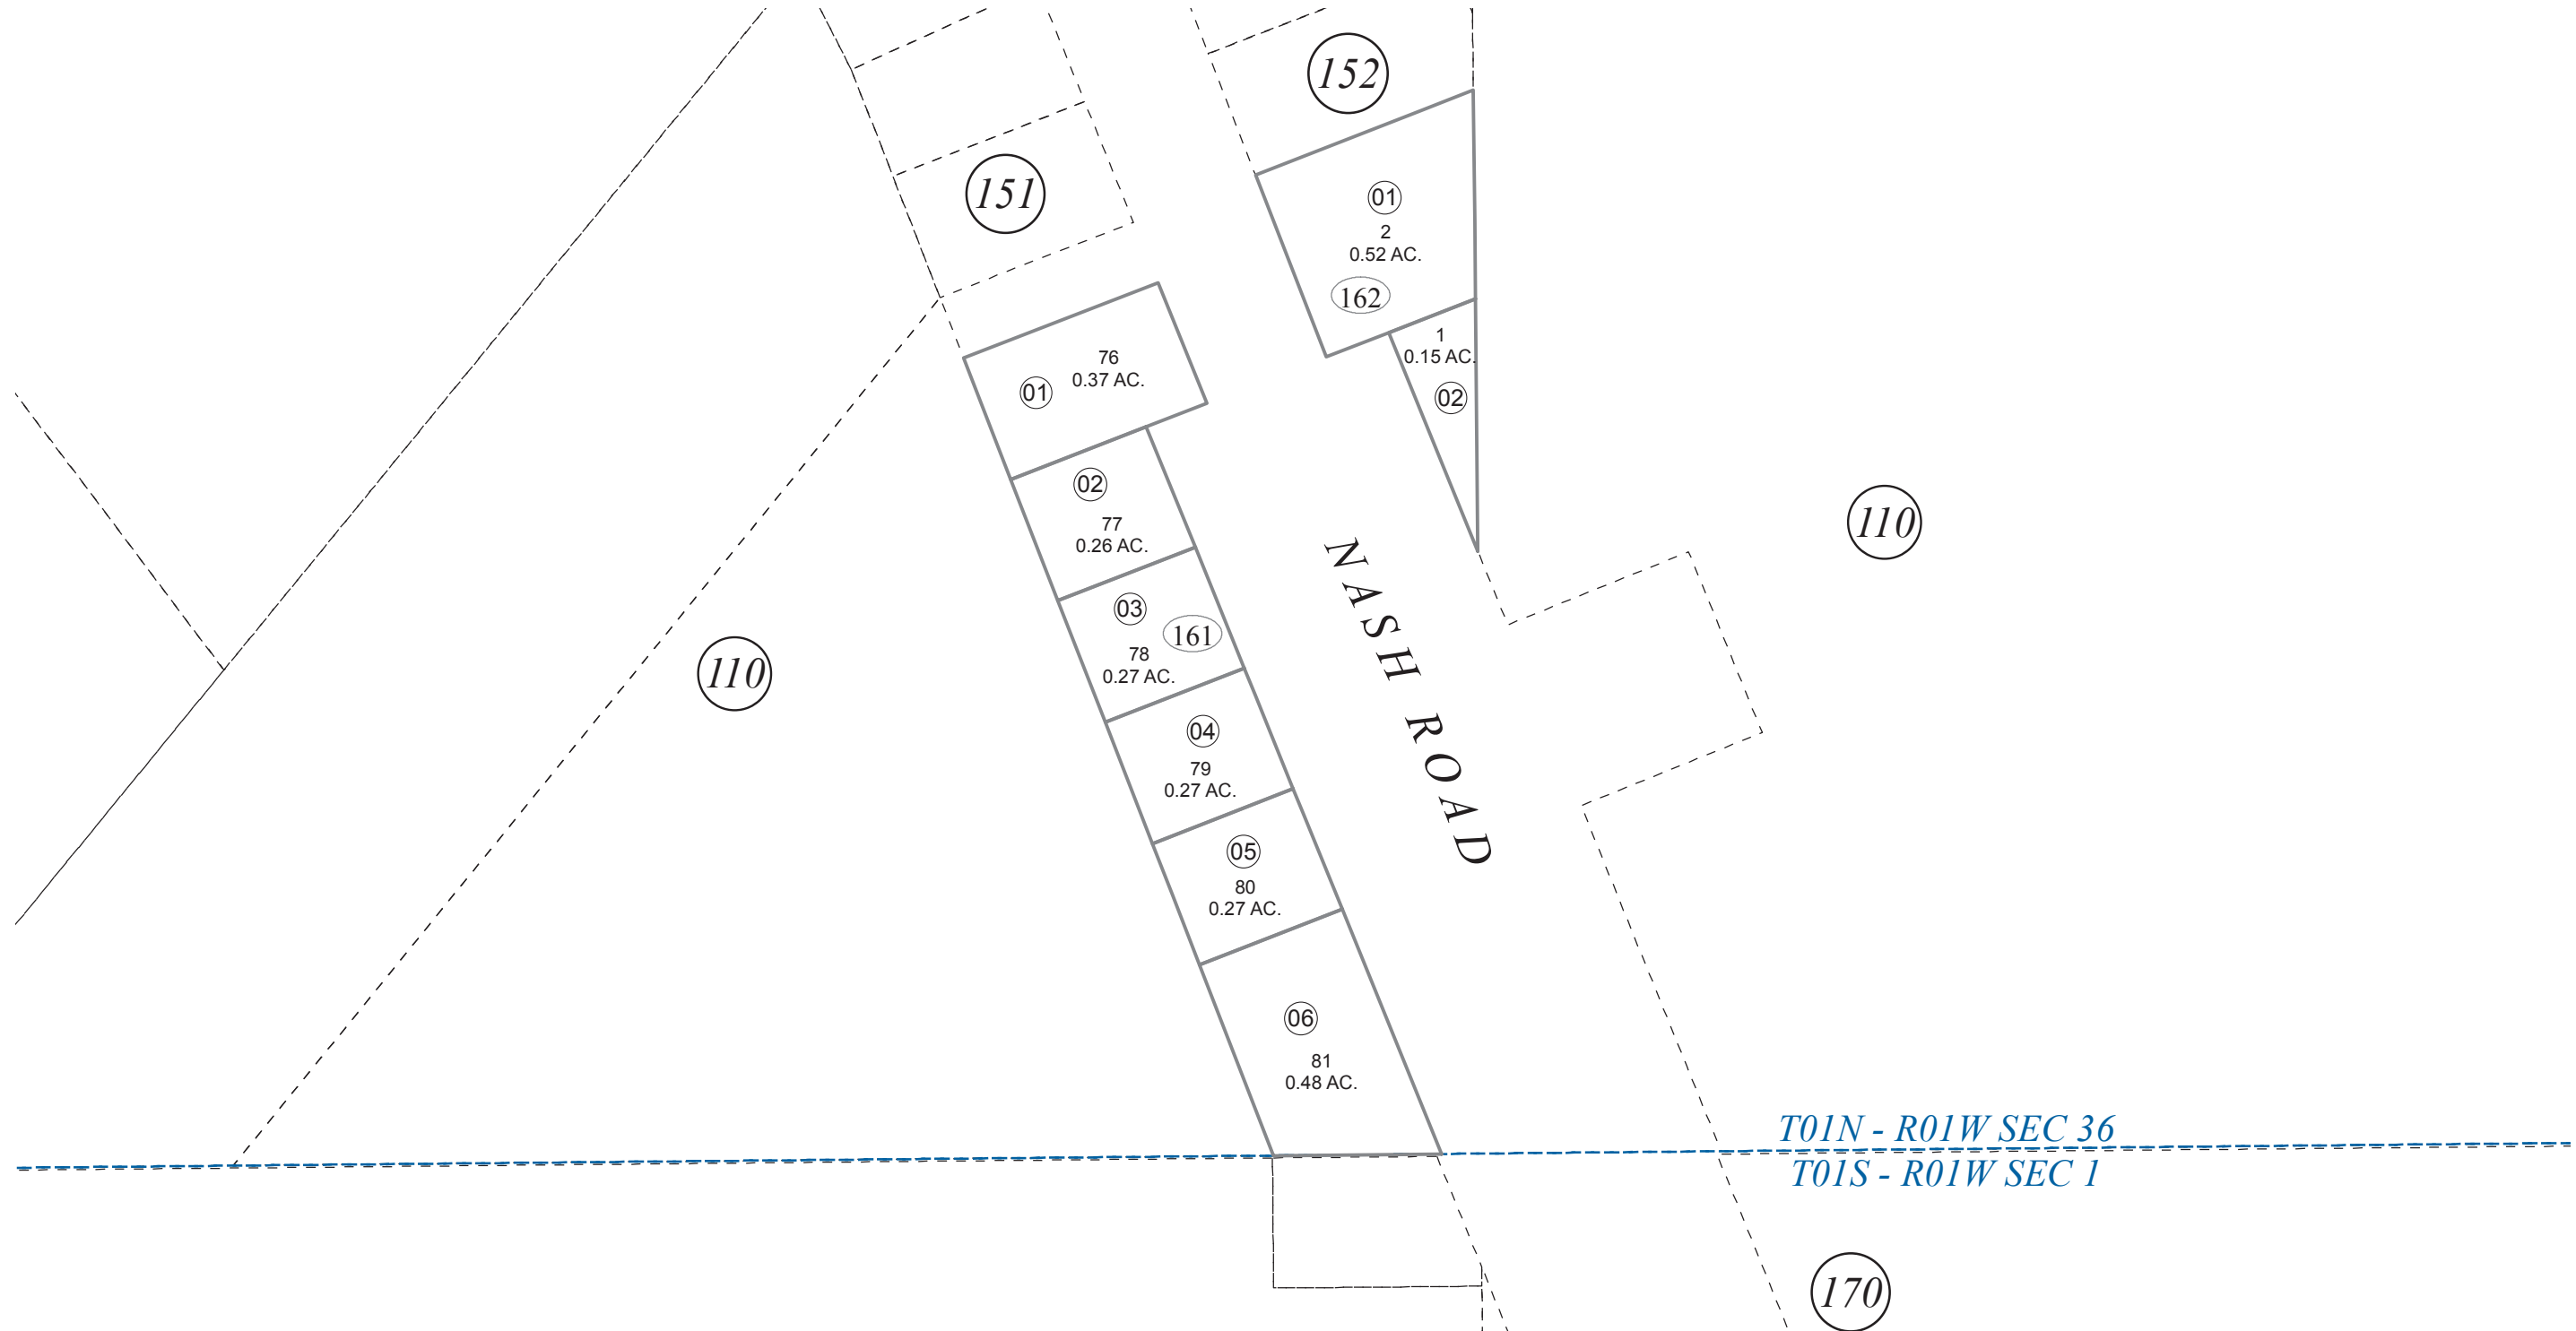 152
151
01
2
0.52 AC.
162
76
0.37 AC.
01
1
0.15 AC.
02
02
77
0.26 AC.
110
NASH ROAD
03
161
78
0.27 AC.
110
04
79
0.27 AC.
05
80
0.27 AC.
06
81
0.48 AC.
T01N - R01W SEC 36
T01S - R01W SEC 1
170